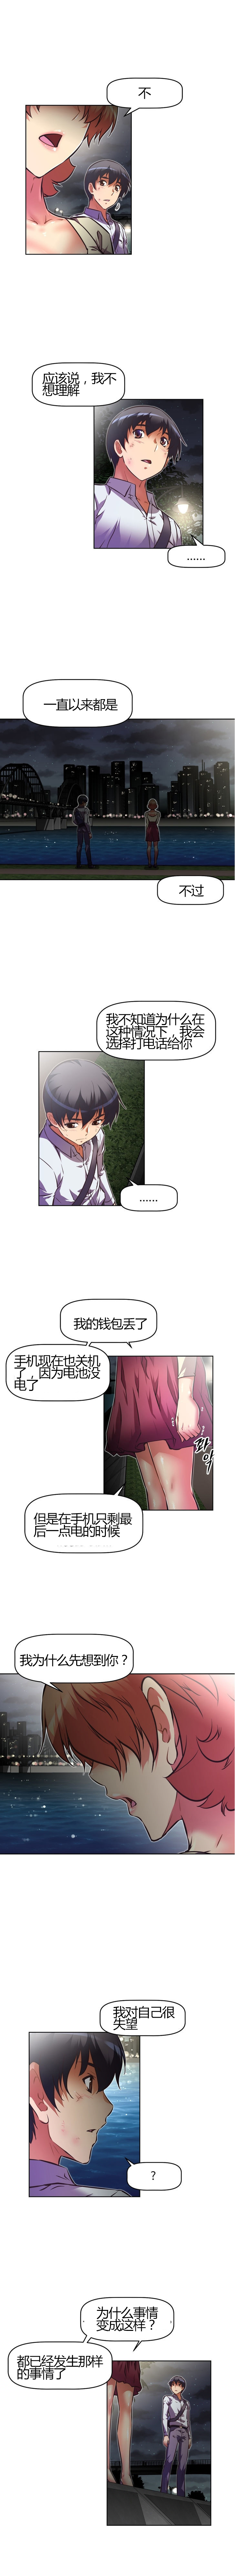 不
应该说，我不
想理解
......
一直以来都是
不过
我不知道为什么在
这种情况下，我会
选择打电话给你
......
我的钱包丢了
手机现在也关机
了，因为电池没
电了
但是在手机只剩最
后一点电的时候
我为什么先想到你？
我对自己很
失望
?
为什么事情
变成这样？
都已经发生那样
的事情了